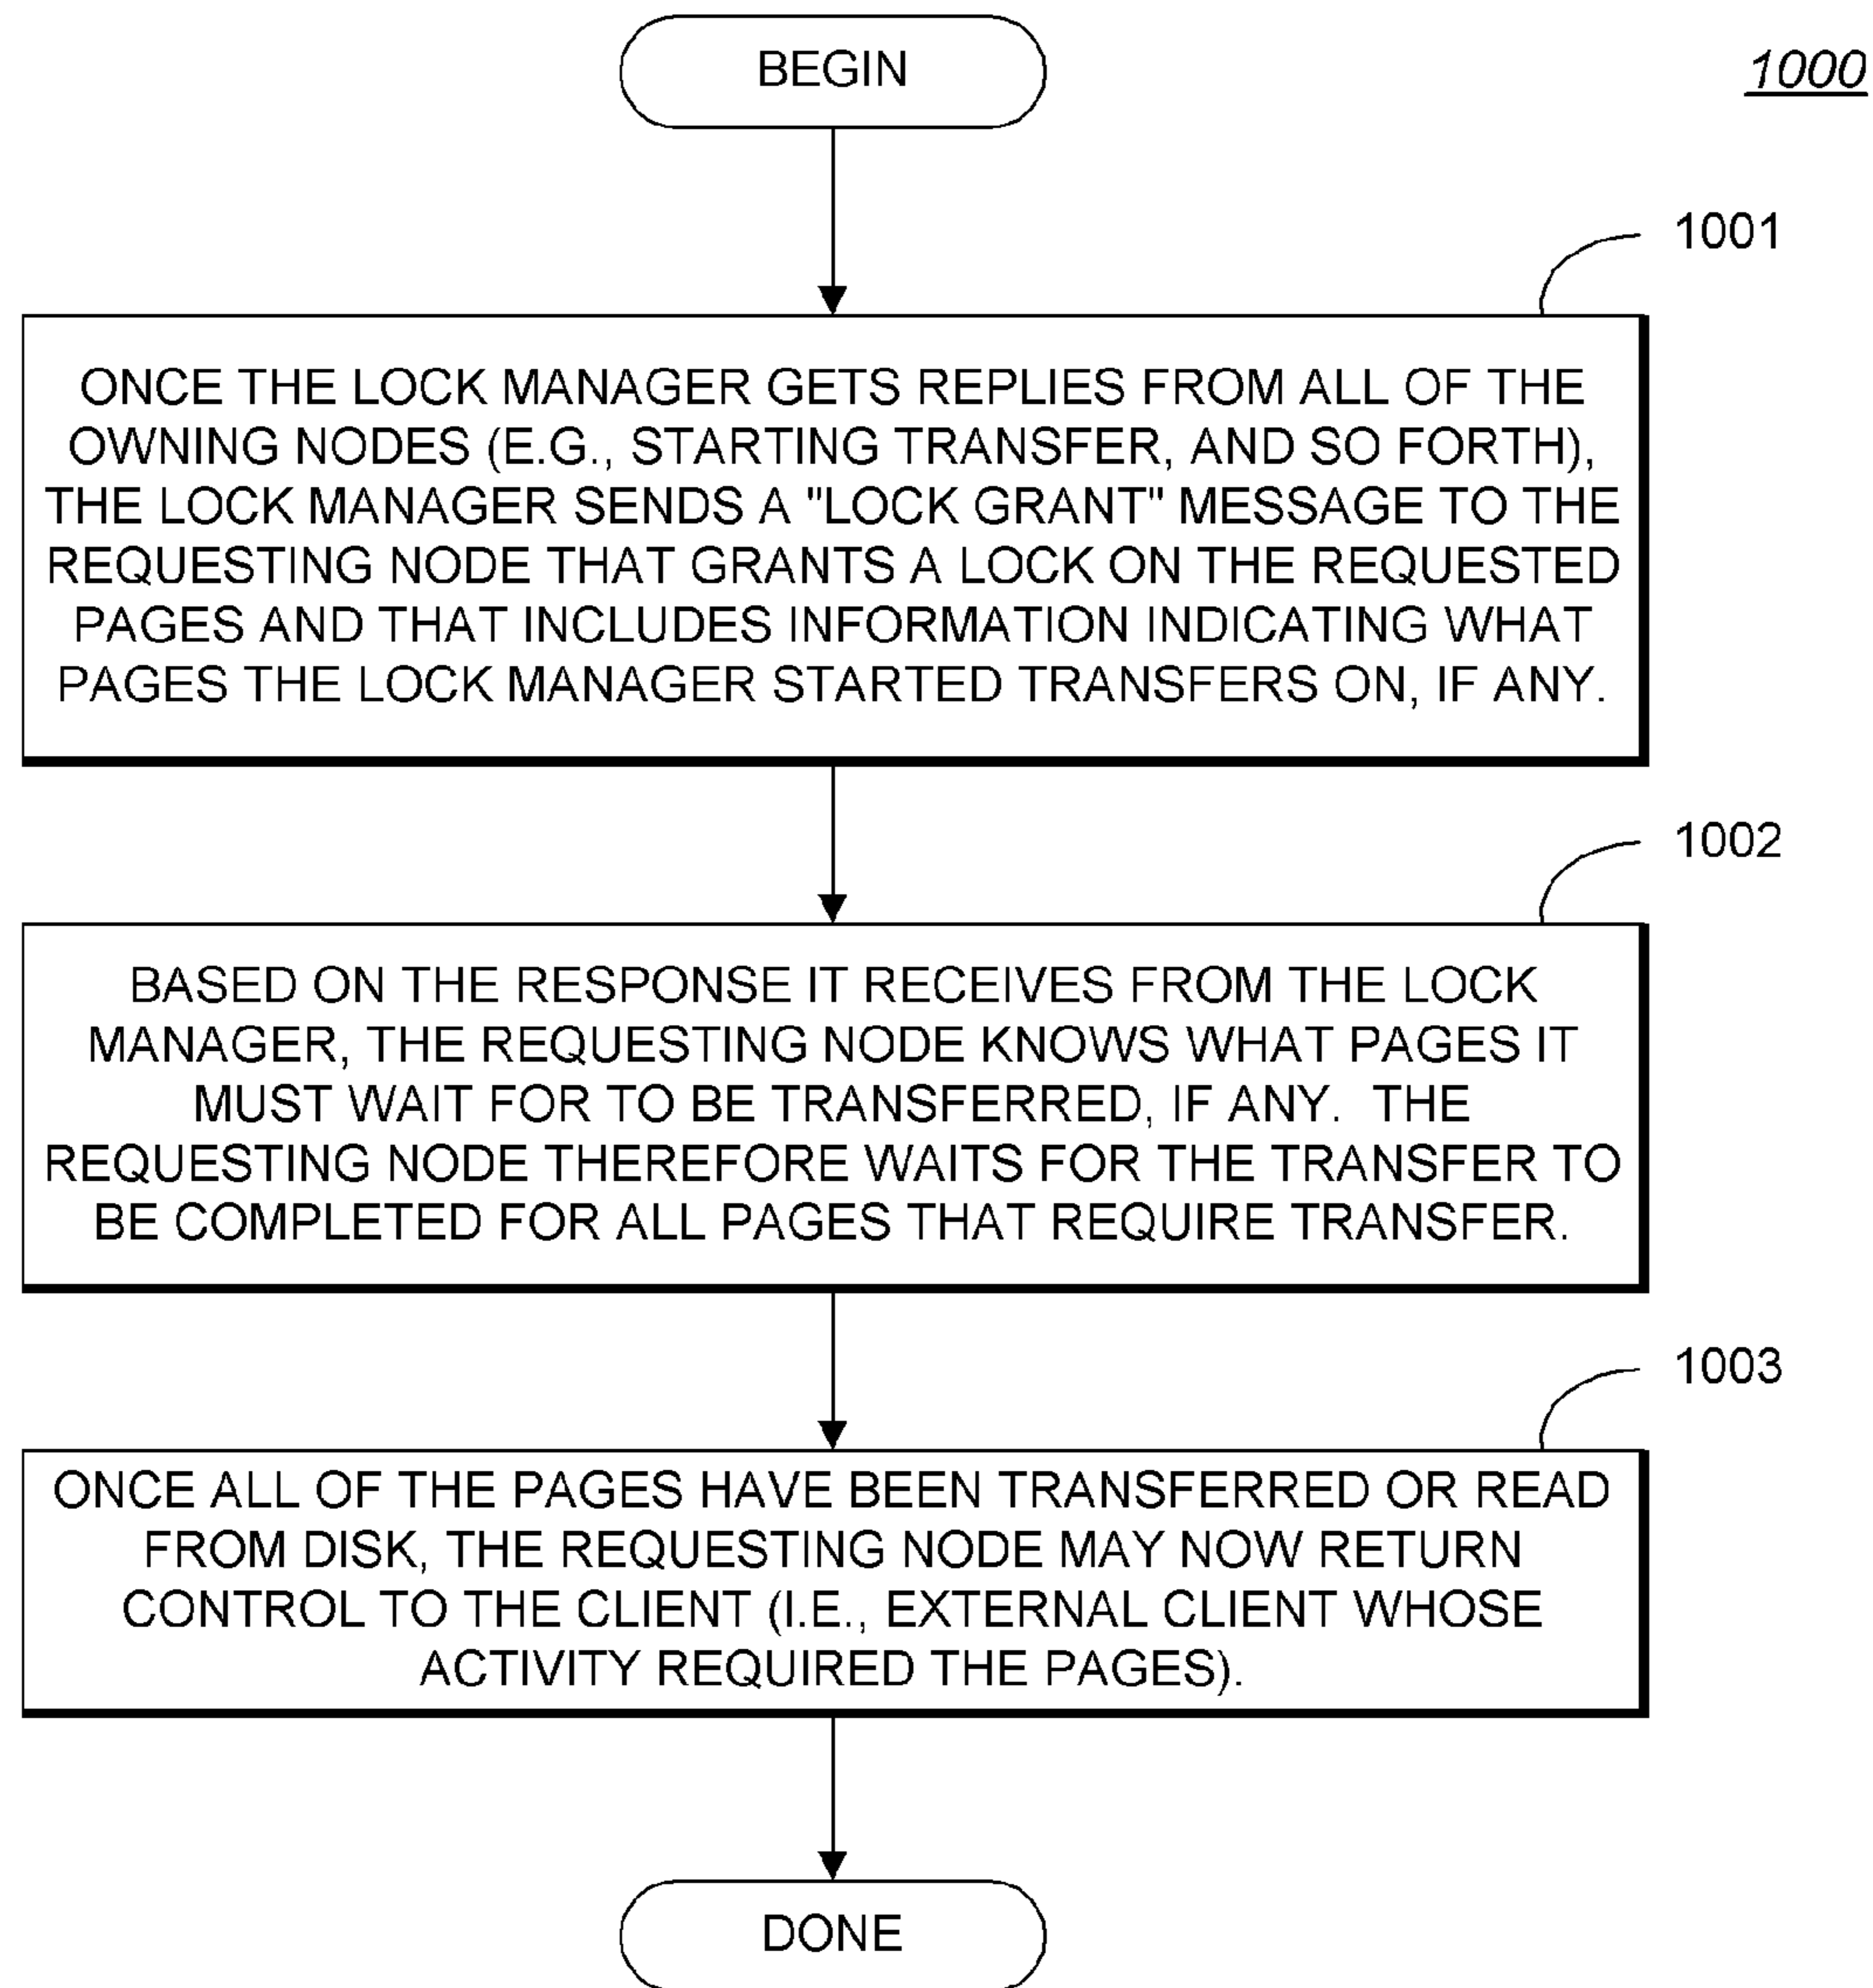 BEGIN
1000
1001
ONCE THE LOCK MANAGER GETS REPLIES FROM ALL OF THE
OWNING NODES (E.G., STARTING TRANSFER, AND SO FORTH),
THE LOCK MANAGER SENDS A "LOCK GRANT" MESSAGE TO THE
REQUESTING NODE THAT GRANTS A LOCK ON THE REQUESTED
PAGES AND THAT INCLUDES INFORMATION INDICATING WHAT
PAGES THE LOCK MANAGER STARTED TRANSFERS ON, IF ANY.
1002
BASED ON THE RESPONSE IT RECEIVES FROM THE LOCK
MANAGER, THE REQUESTING NODE KNOWS WHAT PAGES IT
MUST WAIT FOR TO BE TRANSFERRED, IF ANY.  THE
REQUESTING NODE THEREFORE WAITS FOR THE TRANSFER TO
BE COMPLETED FOR ALL PAGES THAT REQUIRE TRANSFER.
1003
ONCE ALL OF THE PAGES HAVE BEEN TRANSFERRED OR READ
FROM DISK, THE REQUESTING NODE MAY NOW RETURN
CONTROL TO THE CLIENT (I.E., EXTERNAL CLIENT WHOSE
ACTIVITY REQUIRED THE PAGES).
DONE